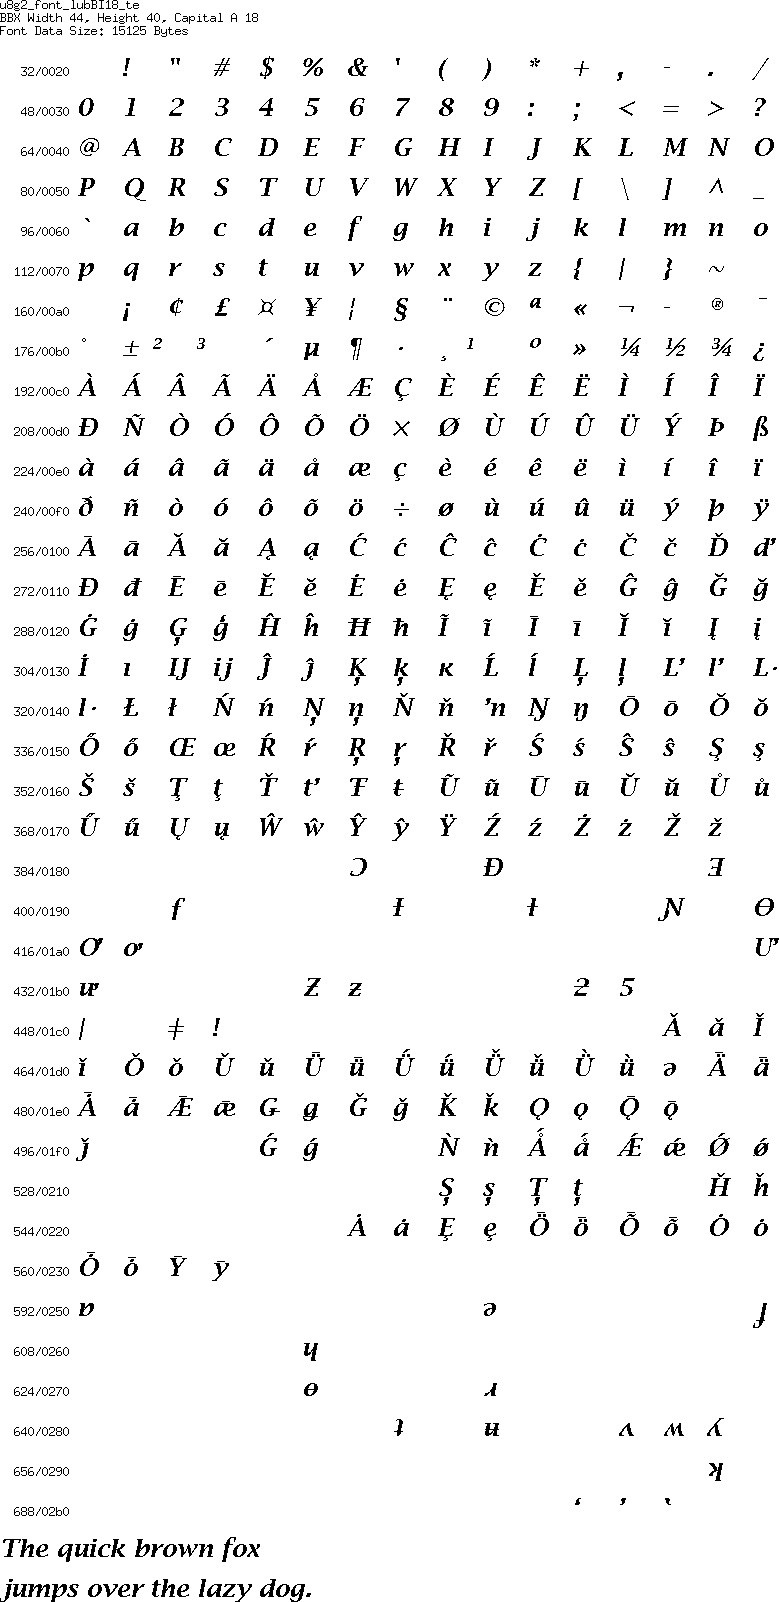 u8g2_font_lubBI18_te
BBX Width 44, Height 40, Capital A 18
Font Data Size: 15125 Bytes
32/0020 ! " # $ % & ' ( ) * + , - . /
48/0030 0 1 2 3 4 5 6 7 8 9 : ; < = > ?
64/0040 @ A B C D E F G H I J K L M N O
80/0050 P Q R S T U V W X Y Z [ \ ] ^ _
96/0060 ` a b c d e f g h i j k l m n o
112/0070 p q r s t u v w x y z { | } ~
160/00a0 ¡ ¢ £ ¤ ¥ ¦ § ¨ © ª « ¬ - ® ¯
176/00b0 ° ± ² ³ ´ µ ¶ · ¸ ¹ º » ¼ ½ ¾ ¿
192/00c0 À Á Â Ã Ä Å Æ Ç È É Ê Ë Ì Í Î Ï
208/00d0 Ð Ñ Ò Ó Ô Õ Ö × Ø Ù Ú Û Ü Ý Þ ß
224/00e0 à á â ã ä å æ ç è é ê ë ì í î ï
240/00f0 ð ñ ò ó ô õ ö ÷ ø ù ú û ü ý þ ÿ
256/0100 Ā ā Ă ă Ą ą Ć ć Ĉ ĉ Ċ ċ Č č Ď ď
272/0110 Đ đ Ē ē Ĕ ĕ Ė ė Ę ę Ě ě Ĝ ĝ Ğ ğ
288/0120 Ġ ġ Ģ ģ Ĥ ĥ Ħ ħ Ĩ ĩ Ī ī Ĭ ĭ Į į
304/0130 İ ı Ĳ ĳ Ĵ ĵ Ķ ķ ĸ Ĺ ĺ Ļ ļ Ľ ľ Ŀ
320/0140 ŀ Ł ł Ń ń Ņ ņ Ň ň ŉ Ŋ ŋ Ō ō Ŏ ŏ
336/0150 Ő ő Œ œ Ŕ ŕ Ŗ ŗ Ř ř Ś ś Ŝ ŝ Ş ş
352/0160 Š š Ţ ţ Ť ť Ŧ ŧ Ũ ũ Ū ū Ŭ ŭ Ů ů
368/0170 Ű ű Ų ų Ŵ ŵ Ŷ ŷ Ÿ Ź ź Ż ż Ž ž
384/0180 Ɔ Ɖ Ǝ
400/0190 ƒ Ɨ ƚ Ɲ Ɵ
416/01a0 Ơ ơ Ư
432/01b0 ư Ƶ ƶ ƻ Ƽ
448/01c0 ǀ ǂ ǃ Ǎ ǎ Ǐ
464/01d0 ǐ Ǒ ǒ Ǔ ǔ Ǖ ǖ Ǘ ǘ Ǚ ǚ Ǜ ǜ ǝ Ǟ ǟ
480/01e0 Ǡ ǡ Ǣ ǣ Ǥ ǥ Ǧ ǧ Ǩ ǩ Ǫ ǫ Ǭ ǭ
496/01f0 ǰ Ǵ ǵ Ǹ ǹ Ǻ ǻ Ǽ ǽ Ǿ ǿ
528/0210 Ș ș Ț ț Ȟ ȟ
544/0220 Ȧ ȧ Ȩ ȩ Ȫ ȫ Ȭ ȭ Ȯ ȯ
560/0230 Ȱ ȱ Ȳ ȳ
592/0250 ɐ ə ɟ
608/0260 ɥ
624/0270 ɵ ɹ
640/0280 ʇ ʉ ʌ ʍ ʎ
656/0290 ʞ
688/02b0 ʻ ʼ ʽ
The quick brown fox
jumps over the lazy dog.